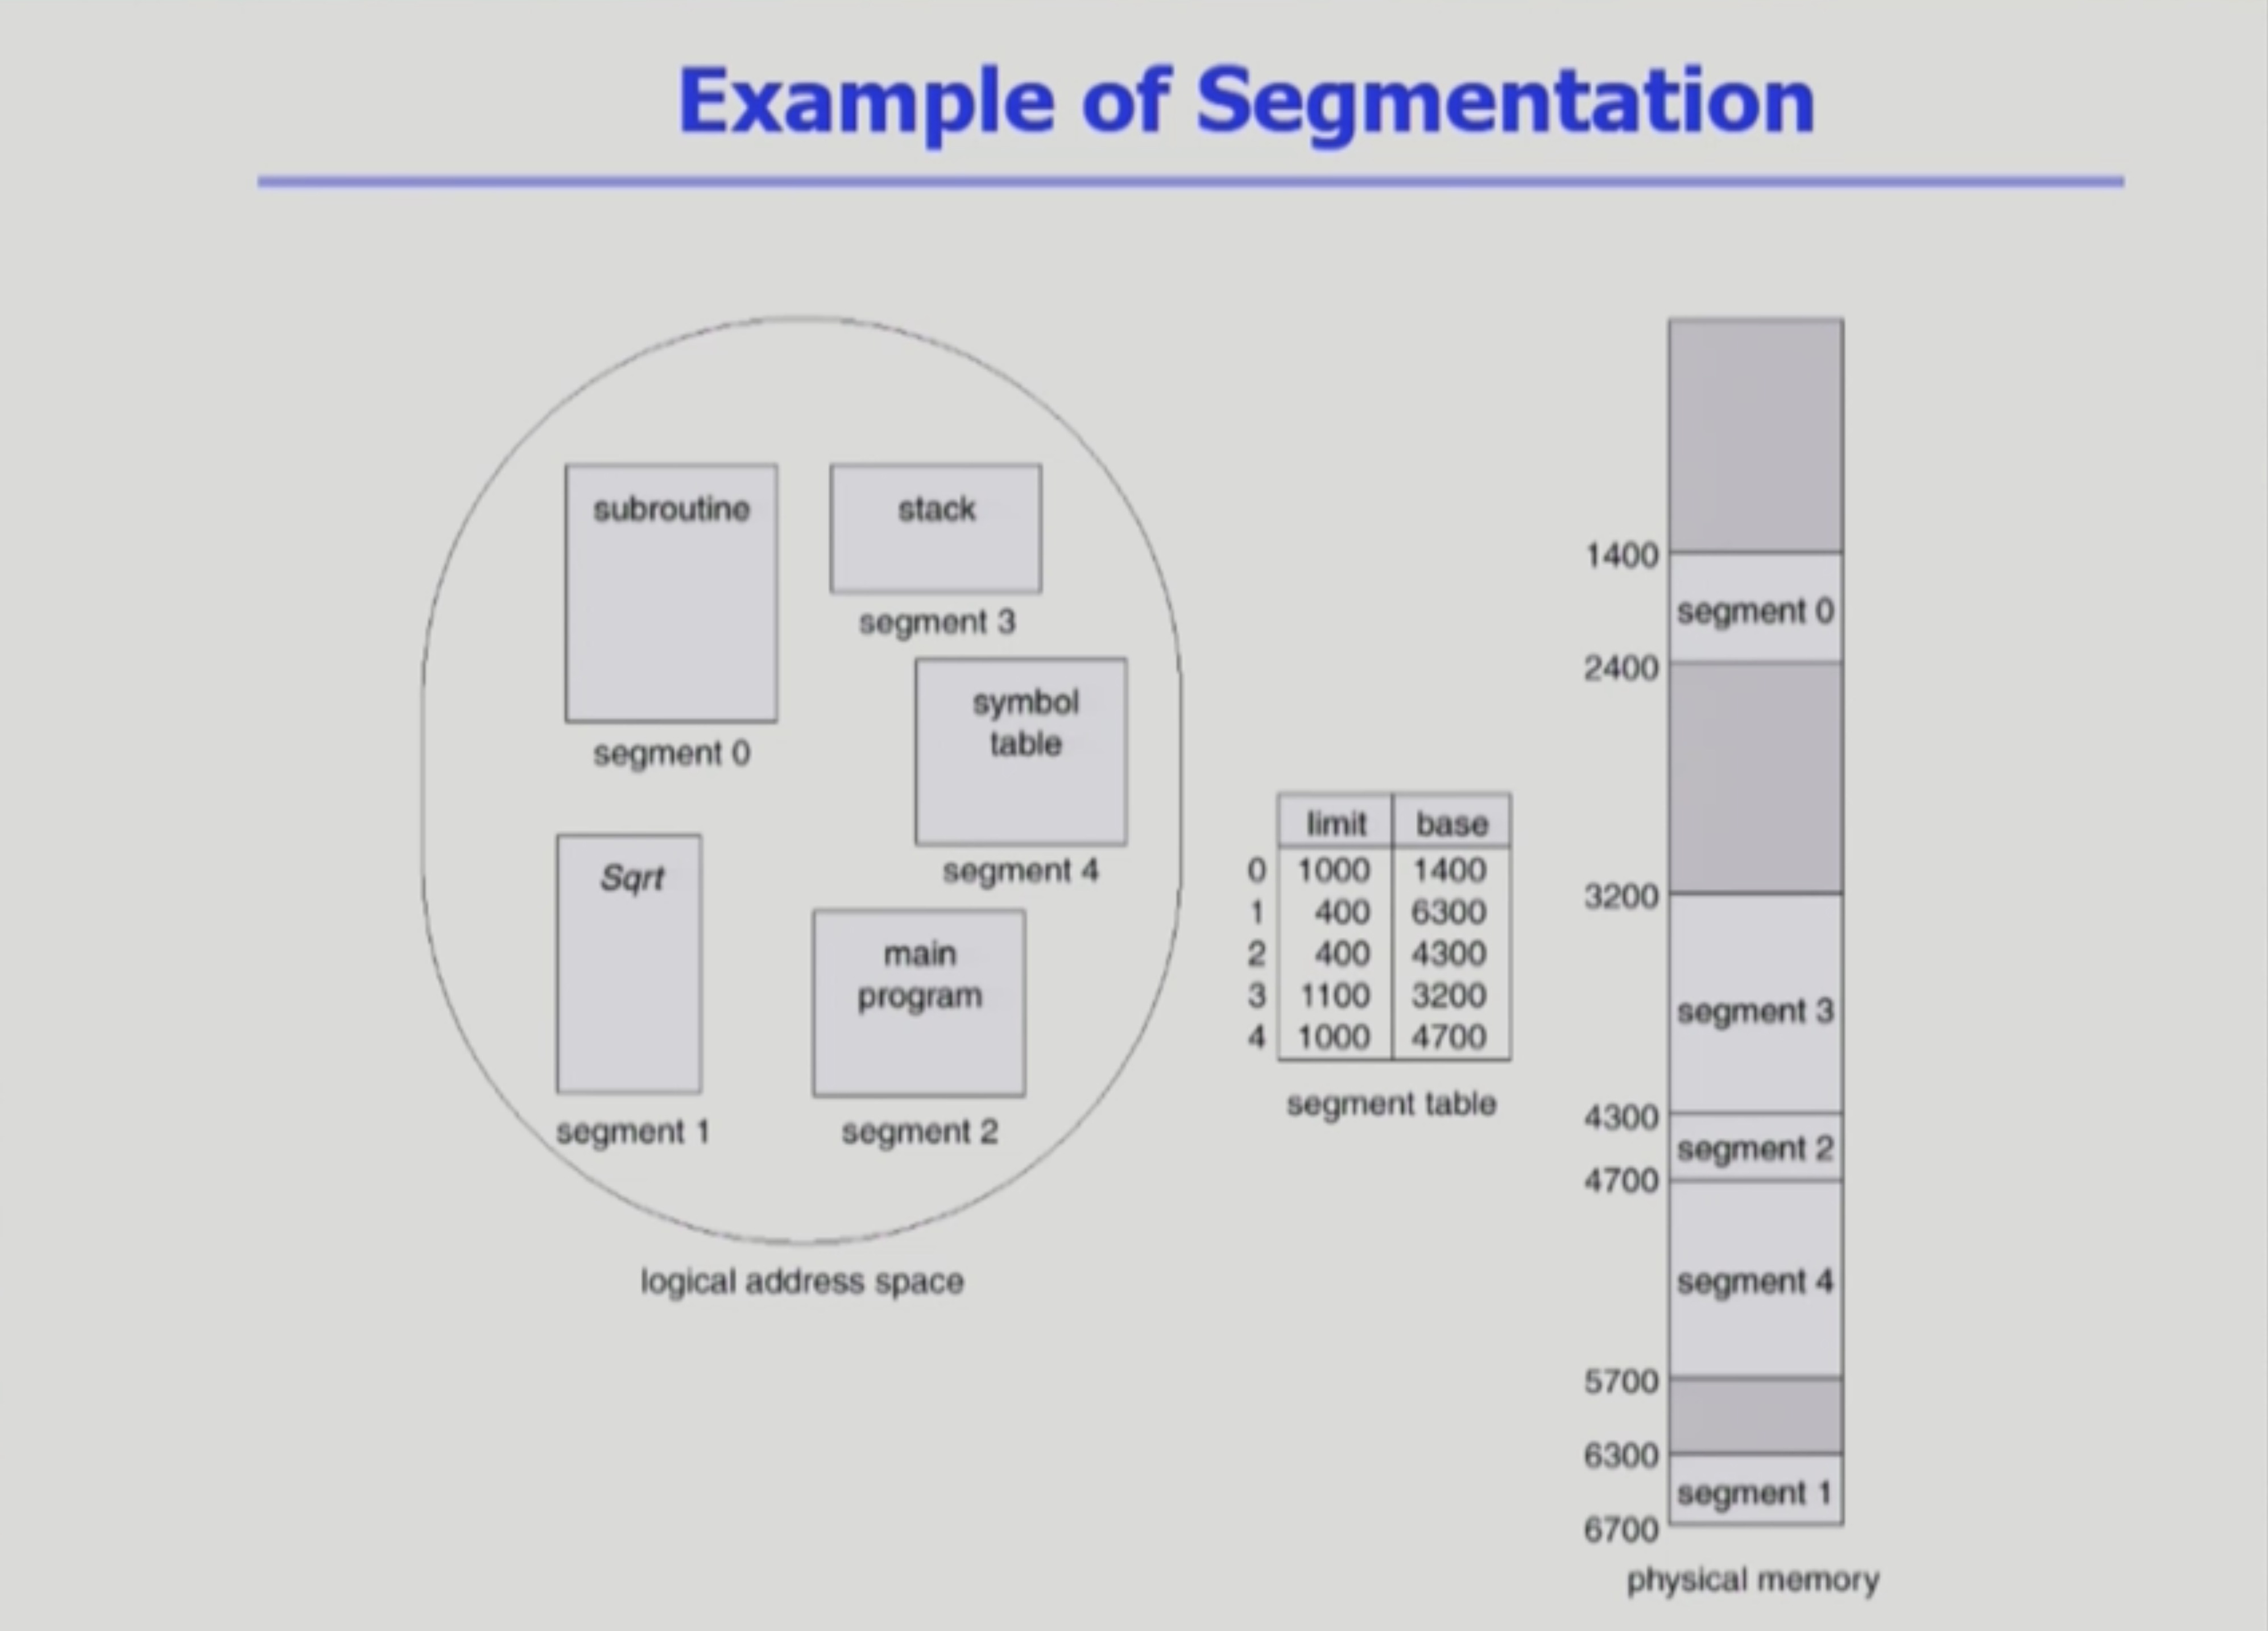 Example of Segmentation
subroutine
segment 0
stack
segment 3
symbol
table
segment 4
Sqrt
segment 1
main
program
segment 2
logical address space
limit base
0 1000 1400
1 400 6300
2 400 4300
3 1100 3200
4 1000 4700
segment table
1400
segment 0
2400
3200
segment 3
4300
segment 2
4700
segment 4
5700
6300
segment 1
6700
physical memory